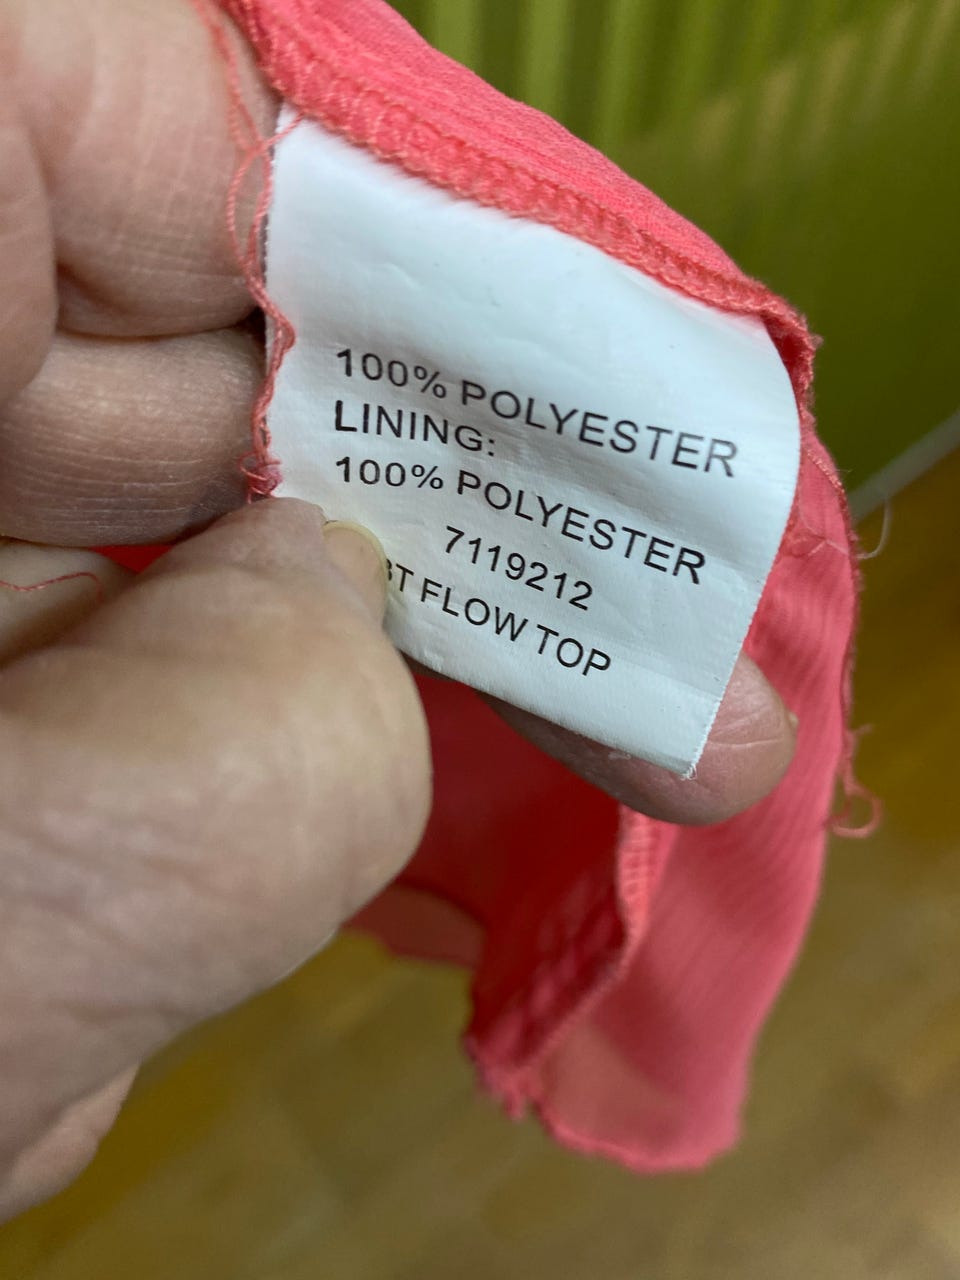 100% POLYESTER
LINING:
100% POLYESTER
7119212
FLOW TOP